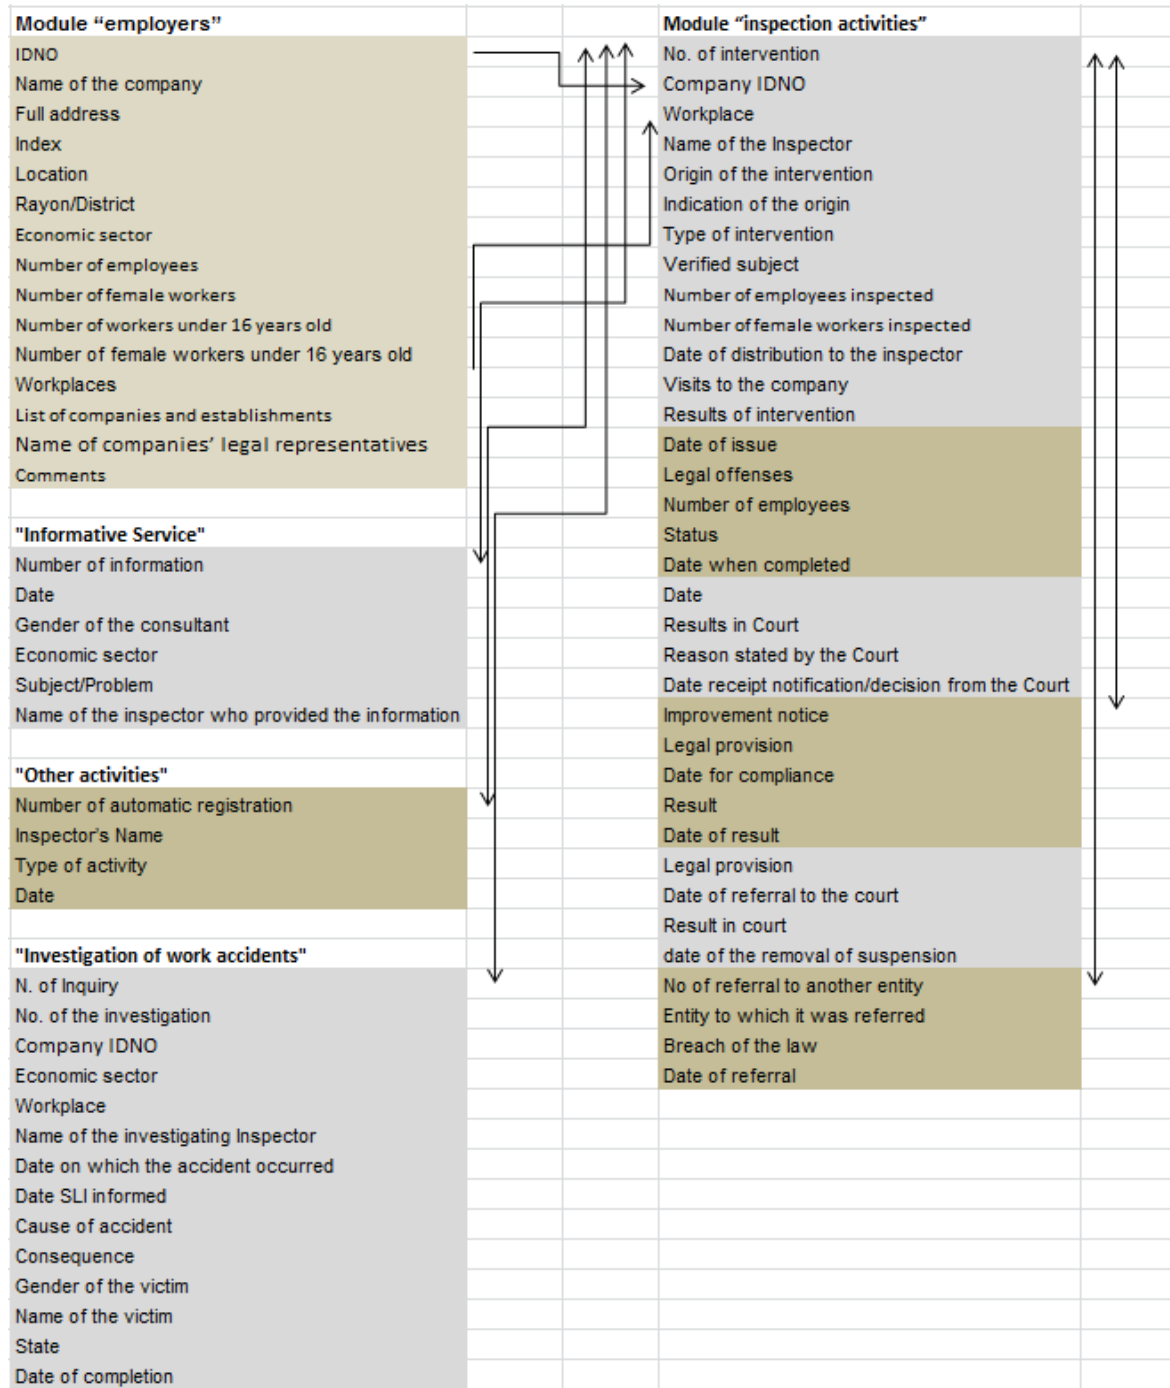 Module “employers”
IDNO
Name of the company
Full address
Index
Location
Rayon/District
Economic sector
Number of employees
Number of female workers
Number of workers under 16 years old
Number of female workers under 16 years old
Workplaces
List of companies and establishments
Name of companies’ legal representatives
Comments
"Informative Service"
Number of information
Date
Gender of the consultant
Economic sector
Subject/Problem
Name of the inspector who provided the information
"Other activities"
Number of automatic registration
Inspector's Name
Type of activity
Date
"Investigation of work accidents"
N. of Inquiry
No. of the investigation
Company IDNO
Economic sector
Workplace
Name of the investigating Inspector
Date on which the accident occurred
Date SLI informed
Cause of accident
Consequence
Gender of the victim
Name of the victim
State
Date of completion
Module “inspection activities”
No. of intervention
Company IDNO
Workplace
Name of the Inspector
Origin of the intervention
Indication of the origin
Type of intervention
Verified subject
Number of employees inspected
Number of female workers inspected
Date of distribution to the inspector
Visits to the company
Results of intervention
Date of issue
Legal offenses
Number of employees
Status
Date when completed
Date
Results in Court
Reason stated by the Court
Date receipt notification/decision from the Court
Improvement notice
Legal provision
Date for compliance
Result
Date of result
Legal provision
Date of referral to the court
Result in court
date of the removal of suspension
No of referral to another entity
Entity to which it was referred
Breach of the law
Date of referral